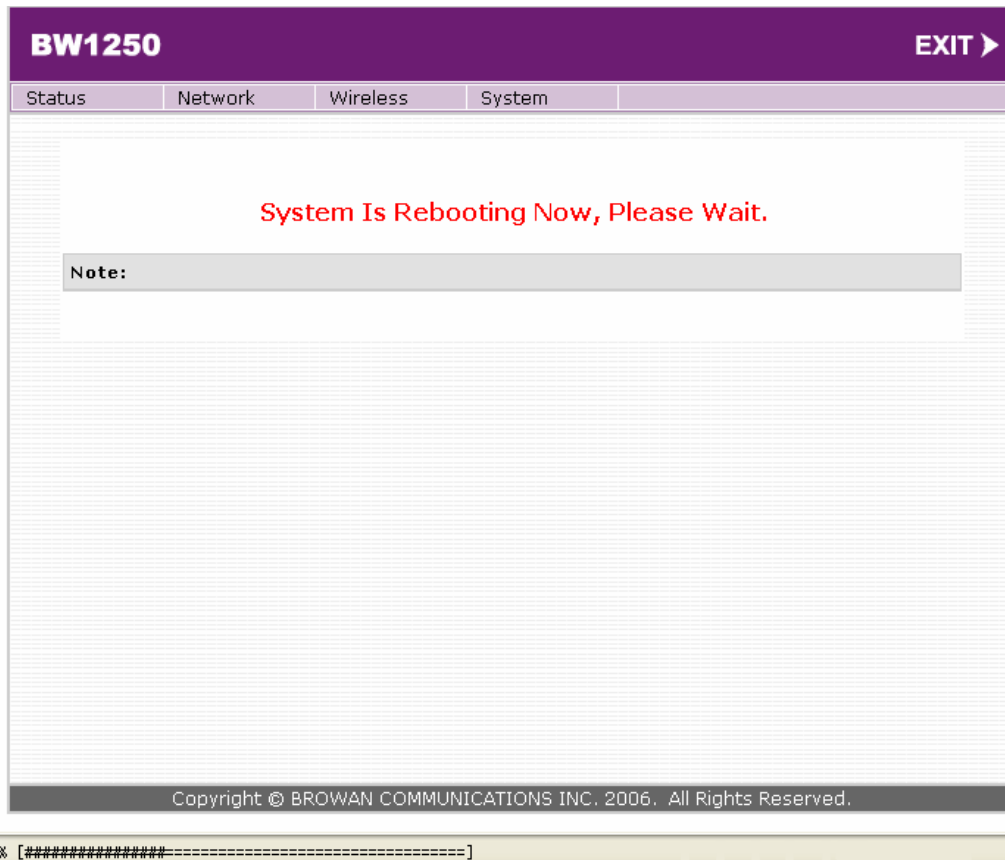 BW1250
EXIT
Status Network Wireless System
System Is Rebooting Now, Please Wait.
Note:
Copyright © BROWAN COMMUNICATIONS INC. 2006. All Rights Reserved.
% [################==================================]